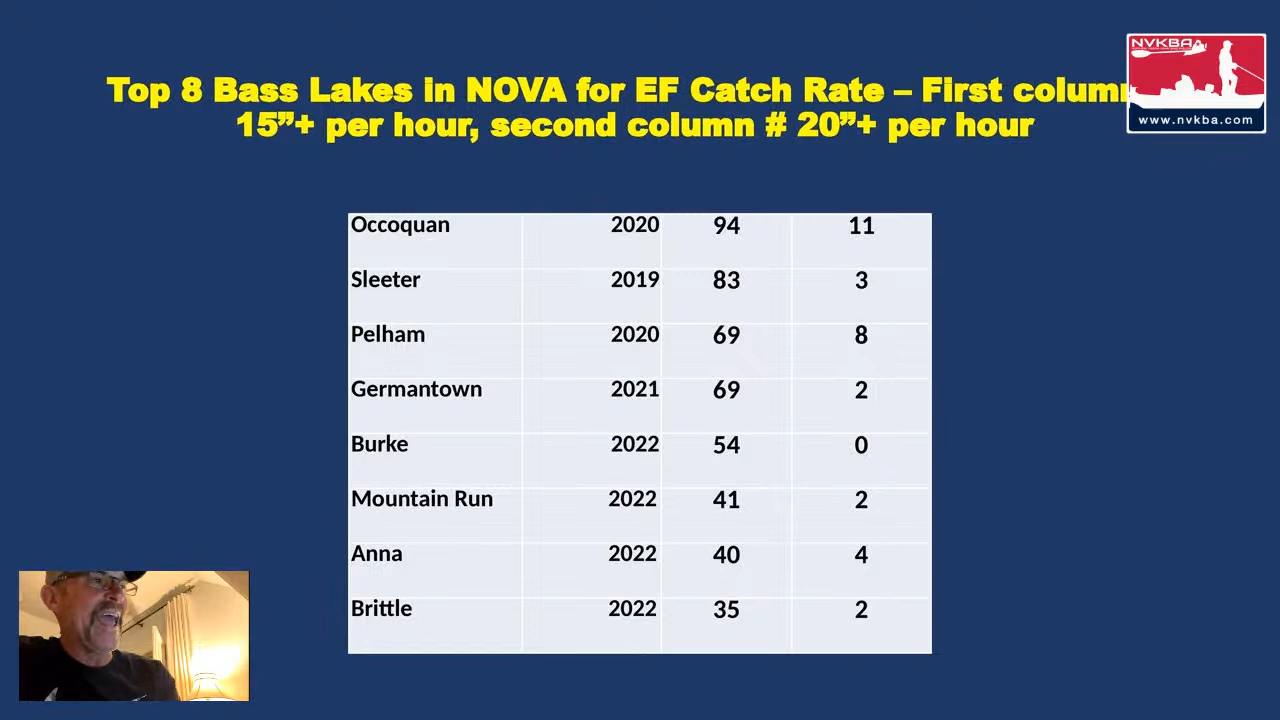 NVKBA
Top 8 Bass Lakes in NOVA for EF Catch Rate – First column
15”+ per hour, second column # 20”+ per hour
www.nvkba.com
Occoquan 2020 94 11
Sleeter 2019 83 3
Pelham 2020 69 8
Germantown 2021 69 2
Burke 2022 54 0
Mountain Run 2022 41 2
Anna 2022 40 4
Brittle 2022 35 2